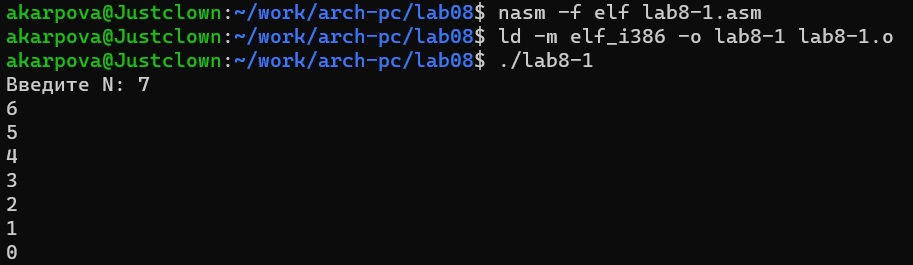 akarpova@Justclown:~/work/arch-pc/lab08$ nasm -f elf lab8-1.asm
akarpova@Justclown:~/work/arch-pc/lab08$ ld -m elf_i386 -o lab8-1 lab8-1.o
akarpova@Justclown:~/work/arch-pc/lab08$ ./lab8-1
Введите N: 7
6
5
4
3
2
1
0